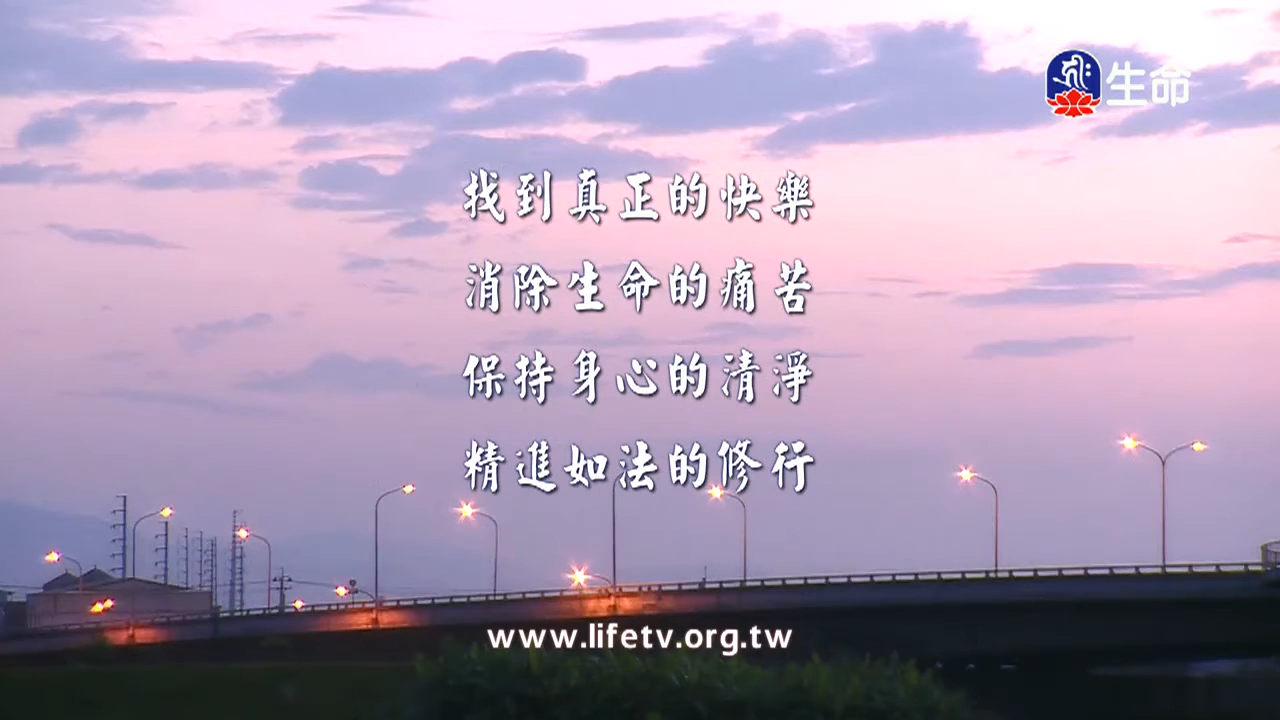 生命
找到真正的快樂
消除生命的痛苦
保持身心的清淨
精進如法的修行
www.lifetv.org.tw